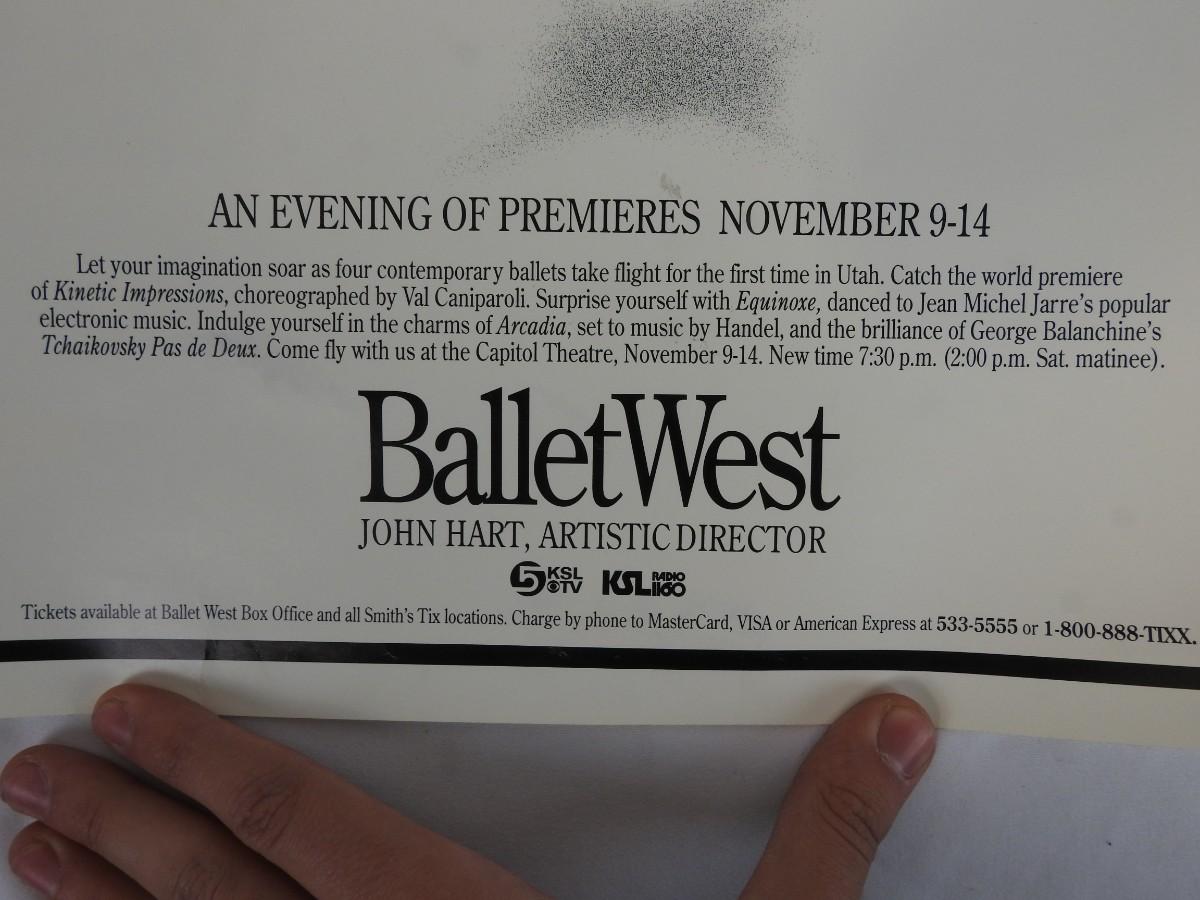 AN EVENING OF PREMIERES NOVEMBER 9-14
Let your imagination soar as four contemporary ballets take flight for the first time in Utah. Catch the world premiere
of Kinetic Impressions, choreographed by Val Caniparoli. Surprise yourself with Equinoxe, danced to Jean Michel Jarre's popular
electronic music. Indulge yourself in the charms of Arcadia, set to music by Handel, and the brilliance of George Balanchine's
Tchaikovsky Pas de Deux. Come fly with us at the Capitol Theatre, November 9-14. New time 7:30 p.m. (2:00 p.m. Sat. matinee).
BalletWest
JOHN HART, ARTISTIC DIRECTOR
5 KSL TV KSL RADIO 1160
Tickets available at Ballet West Box Office and all Smith's Tix locations. Charge by phone to MasterCard, VISA or American Express at 533-5555 or 1-800-888-TIXX.